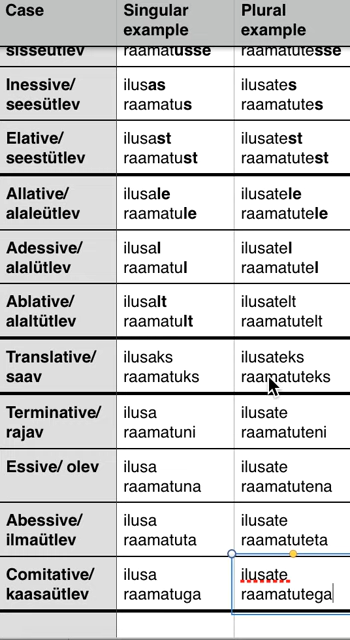 Case Singular example Plural example
sisseütlev raamatusse raamatutesse
Inessive/ ilusas ilusates
seesütlev raamatus raamatutes
Elative/ ilusast ilusatest
seestütlev raamatust raamatutest
Allative/ ilusale ilusatele
alaleütlev raamatule raamatutele
Adessive/ ilusal ilusatel
alalütlev raamatul raamatutel
Ablative/ ilusalt ilusatelt
alaltütlev raamatult raamatutelt
Translative/ ilusaks ilusateks
saav raamatuks raamatuteks
Terminative/ ilusa ilusate
rajav raamatuni raamatuteni
Essive/ olev ilusa ilusate
raamatuna raamatutena
Abessive/ ilusa ilusate
ilmaütlev raamatuta raamatuteta
Comitative/ ilusa ilusate
kaasaütlev raamatuga raamatutega